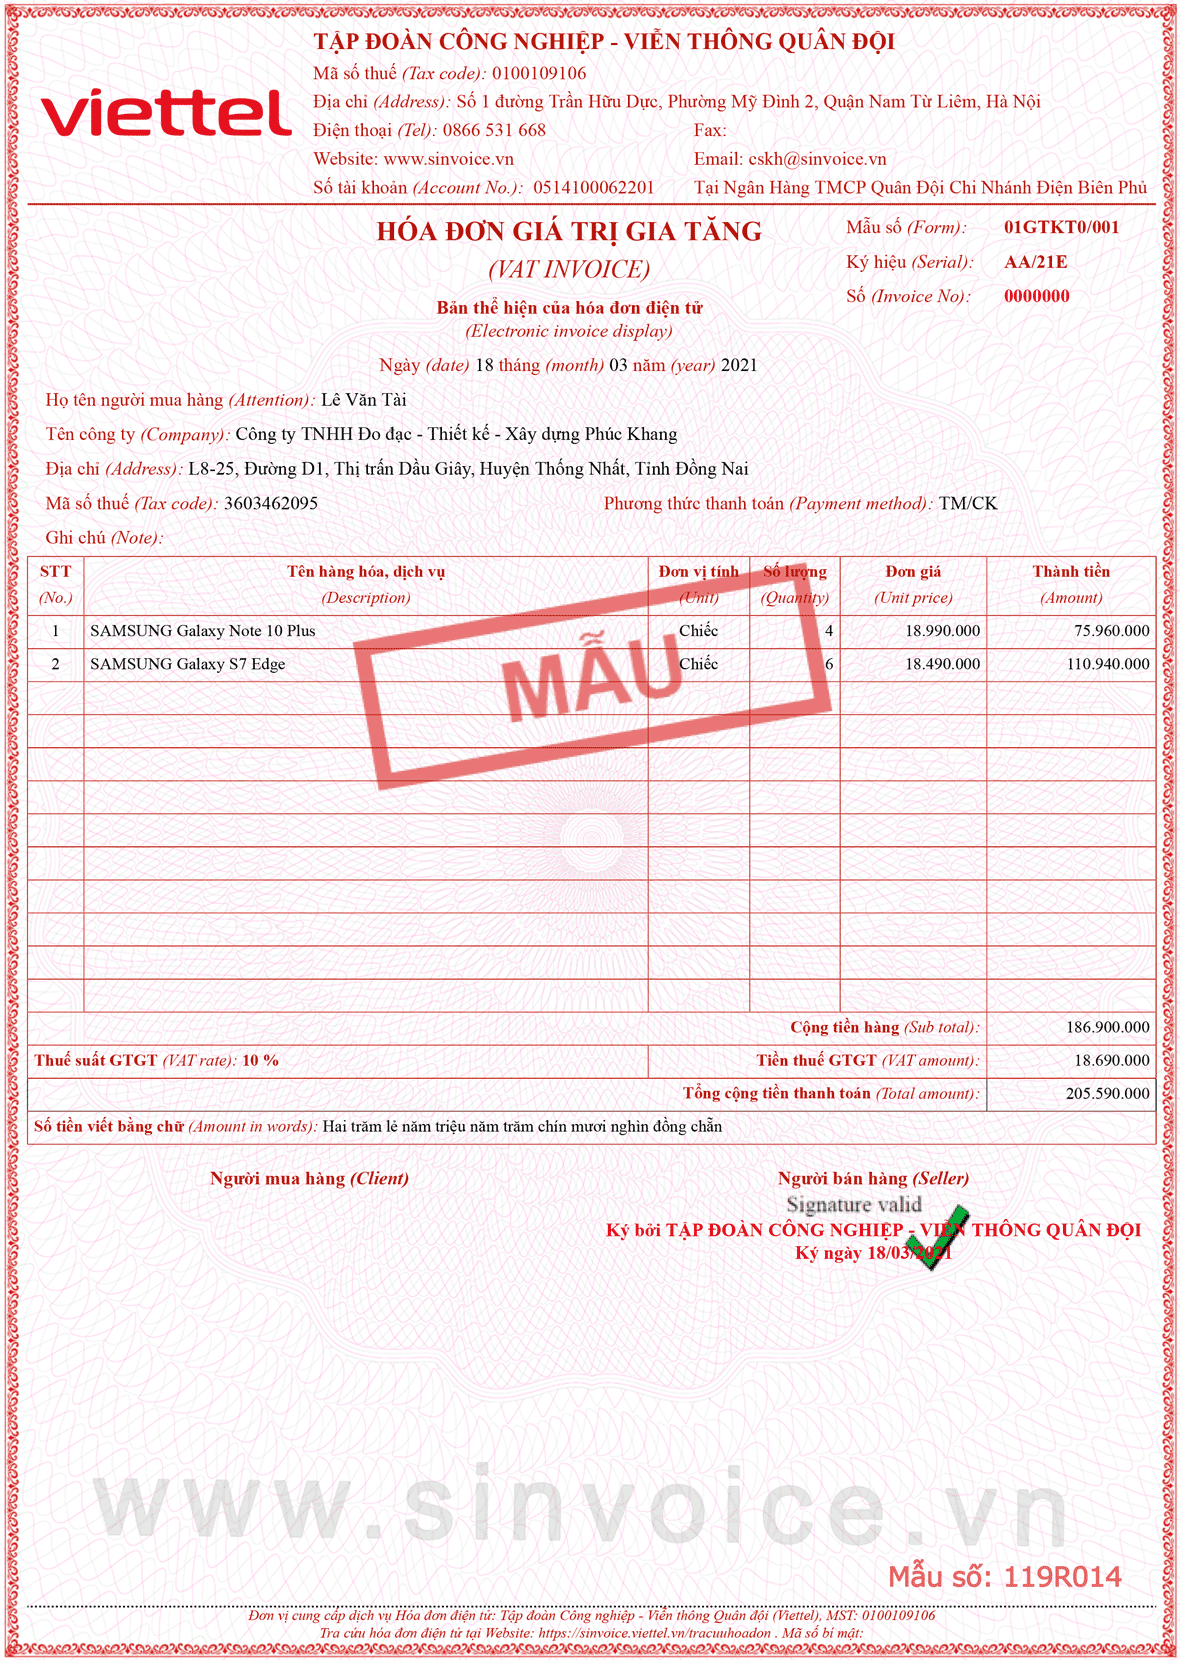 TẬP ĐOÀN CÔNG NGHIỆP - VIỄN THÔNG QUÂN ĐỘI
viettel
Mã số thuế (Tax code): 0100109106
Địa chỉ (Address): Số 1 đường Trần Hữu Dực, Phường Mỹ Đình 2, Quận Nam Từ Liêm, Hà Nội
Điện thoại (Tel): 0866 531 668 Fax:
Website: www.sinvoice.vn Email: cskh@sinvoice.vn
Số tài khoản (Account No.): 0514100062201 Tại Ngân Hàng TMCP Quân Đội Chi Nhánh Điện Biên Phủ
HÓA ĐƠN GIÁ TRỊ GIA TĂNG
(VAT INVOICE)
Bản thể hiện của hóa đơn điện tử
(Electronic invoice display)
Mẫu số (Form): 01GTKT0/001
Ký hiệu (Serial): AA/21E
Số (Invoice No): 0000000
Ngày (date) 18 tháng (month) 03 năm (year) 2021
Họ tên người mua hàng (Attention): Lê Văn Tài
Tên công ty (Company): Công ty TNHH Đo đạc - Thiết kế - Xây dựng Phúc Khang
Địa chỉ (Address): L8-25, Đường D1, Thị trấn Dầu Giây, Huyện Thống Nhất, Tỉnh Đồng Nai
Mã số thuế (Tax code): 3603462095 Phương thức thanh toán (Payment method): TM/CK
Ghi chú (Note):
STT Tên hàng hóa, dịch vụ Đơn vị tính Số lượng Đơn giá Thành tiền
(No.) (Description) (Unit) (Quantity) (Unit price) (Amount)
1 SAMSUNG Galaxy Note 10 Plus Chiếc 4 18.990.000 75.960.000
2 SAMSUNG Galaxy S7 Edge Chiếc 6 18.490.000 110.940.000
MẪU
Cộng tiền hàng (Sub total): 186.900.000
Thuế suất GTGT (VAT rate): 10 % Tiền thuế GTGT (VAT amount): 18.690.000
Tổng cộng tiền thanh toán (Total amount): 205.590.000
Số tiền viết bằng chữ (Amount in words): Hai trăm lẻ năm triệu năm trăm chín mươi nghìn đồng chẵn
Người mua hàng (Client) Người bán hàng (Seller)
Signature valid
Ký bởi TẬP ĐOÀN CÔNG NGHIỆP - VIỄN THÔNG QUÂN ĐỘI
Ký ngày 18/03/2021
www.sinvoice.vn
Mẫu số: 119R014
Đơn vị cung cấp dịch vụ Hóa đơn điện tử: Tập đoàn Công nghiệp - Viễn thông Quân đội (Viettel), MST: 0100109106
Tra cứu hóa đơn điện tử tại Website: https://sinvoice.viettel.vn/tracuuhoadon . Mã số bí mật: